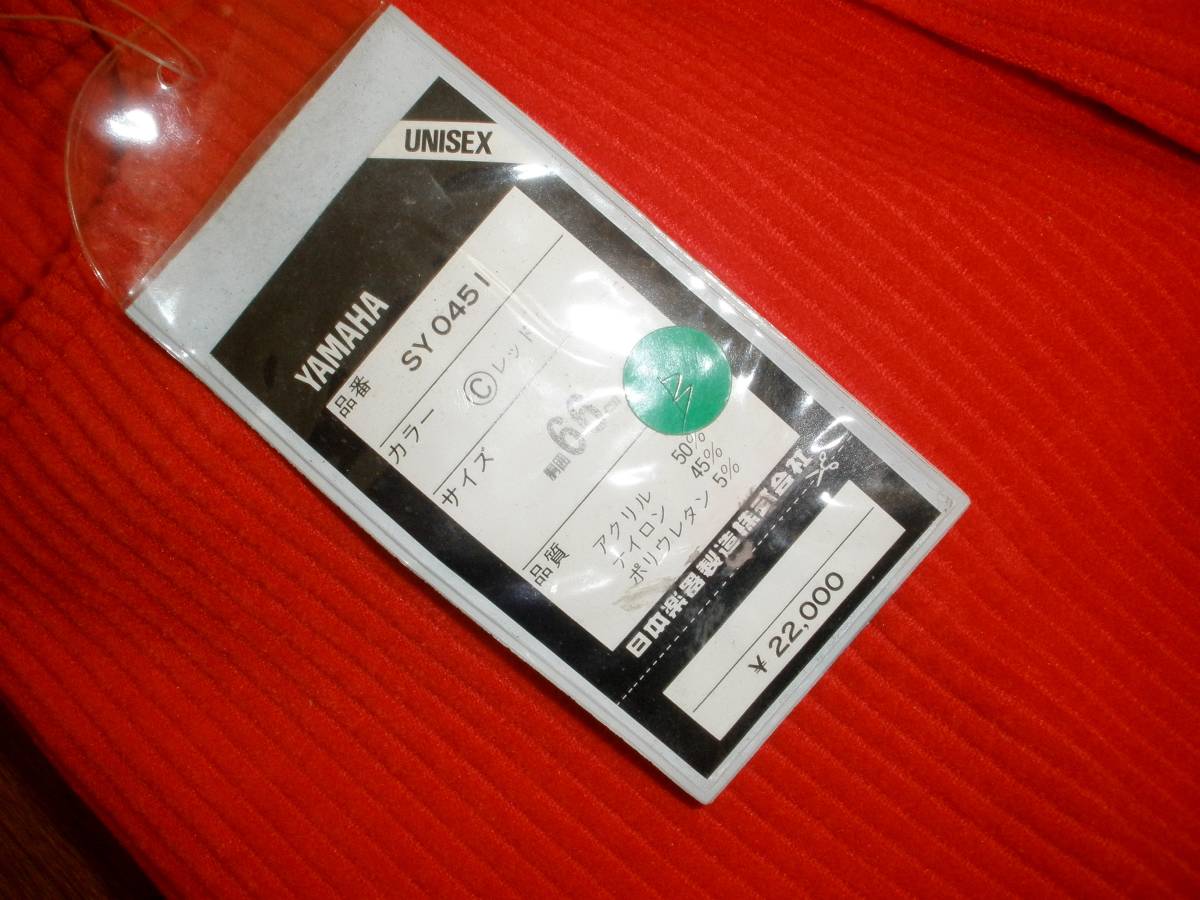 UNISEX
YAMAHA
品番 SY0451
カラー Ⓒレッド
サイズ 胴囲 66cm
M
品質 アクリル 50%
ナイロン 45%
ポリウレタン 5%
日本楽器製造株式会社
¥22,000